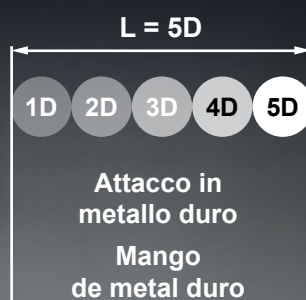 L = 5D
1D 2D 3D 4D 5D
Attacco in
metallo duro
Mango
de metal duro